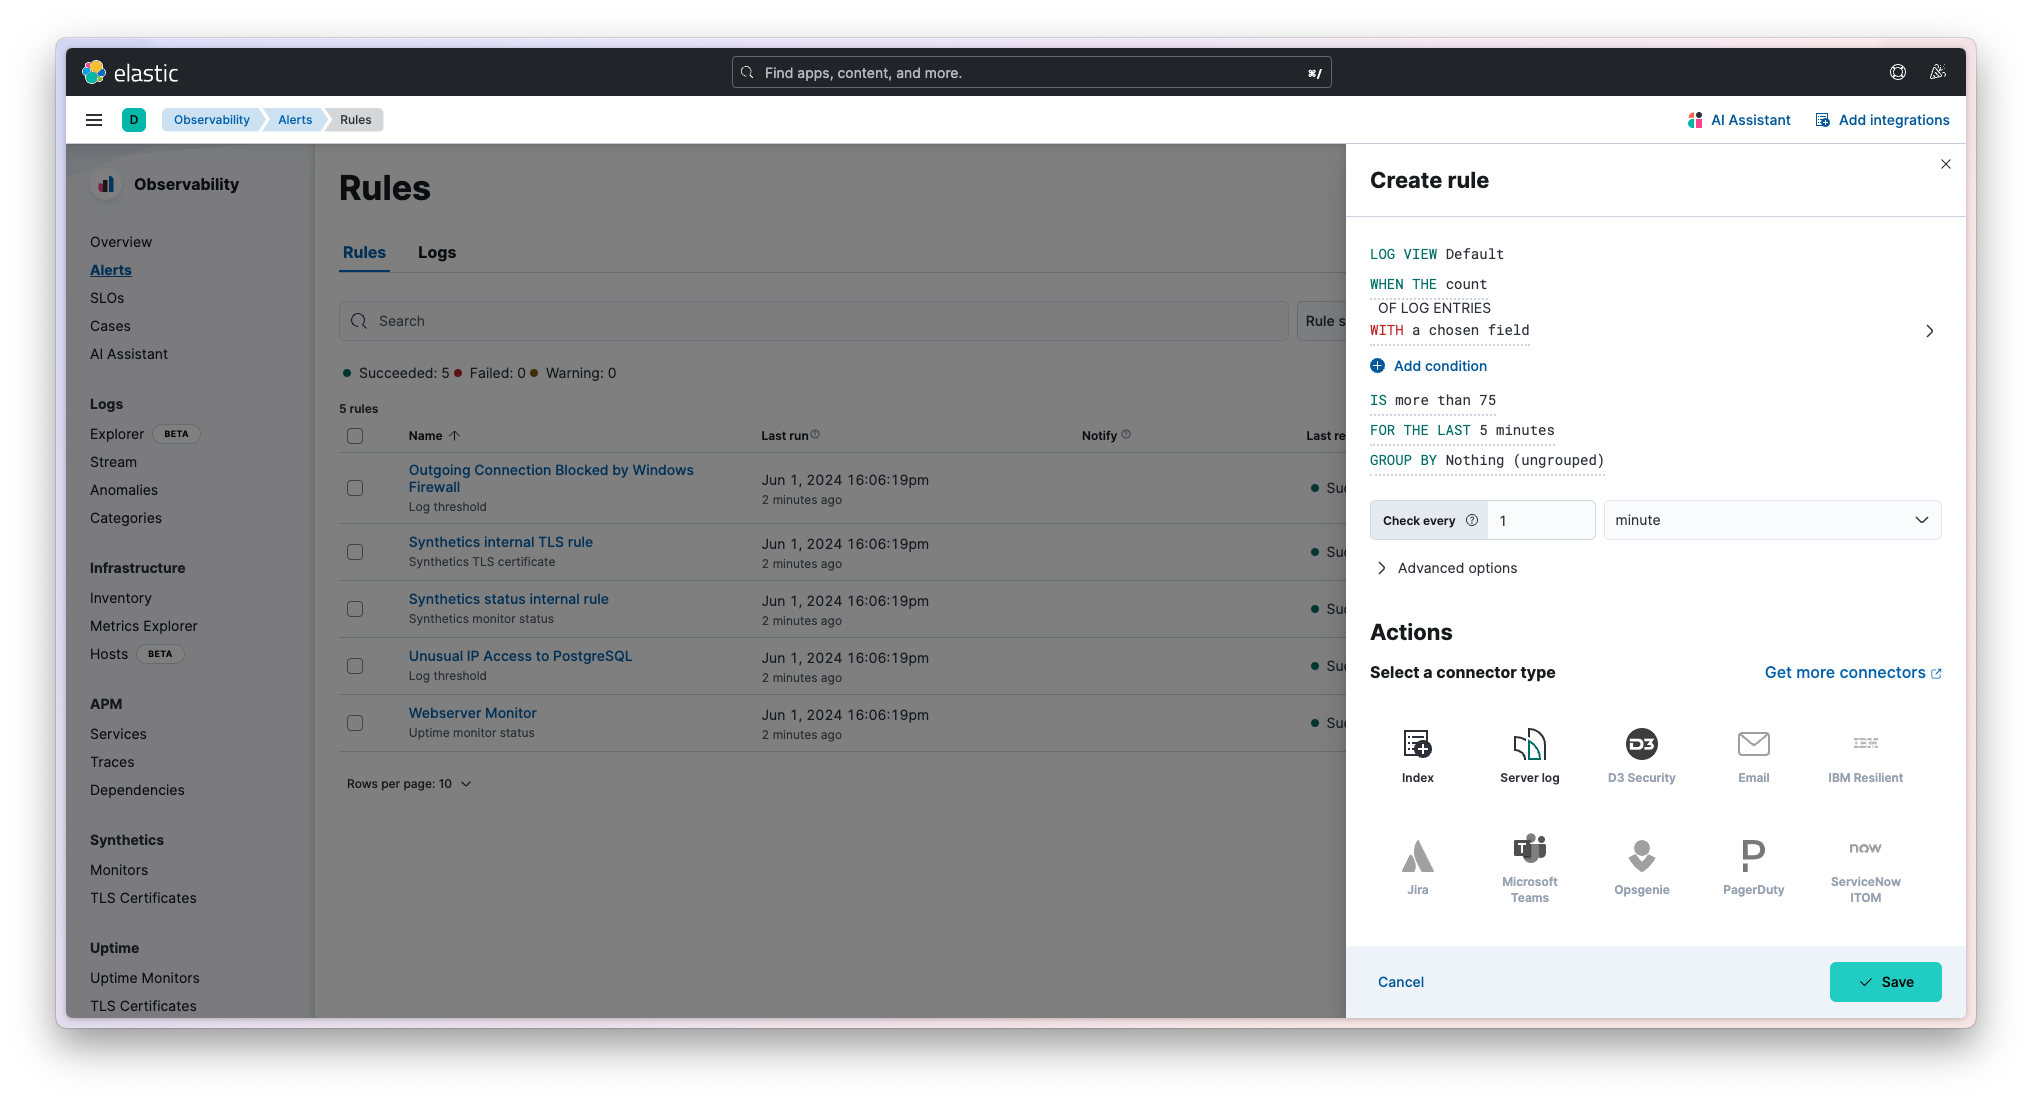 elastic
Find apps, content, and more.
⌘/
D
Observability
Alerts
Rules
AI Assistant
Add integrations
Observability
Overview
Alerts
SLOs
Cases
AI Assistant
Logs
Explorer BETA
Stream
Anomalies
Categories
Infrastructure
Inventory
Metrics Explorer
Hosts BETA
APM
Services
Traces
Dependencies
Synthetics
Monitors
TLS Certificates
Uptime
Uptime Monitors
TLS Certificates
Rules
Rules Logs
Search
Rule s
Succeeded: 5 Failed: 0 Warning: 0
5 rules
Name Last run Notify Last re
Outgoing Connection Blocked by Windows
Firewall
Log threshold
Jun 1, 2024 16:06:19pm
2 minutes ago
Su
Synthetics internal TLS rule
Synthetics TLS certificate
Jun 1, 2024 16:06:19pm
2 minutes ago
Su
Synthetics status internal rule
Synthetics monitor status
Jun 1, 2024 16:06:19pm
2 minutes ago
Su
Unusual IP Access to PostgreSQL
Log threshold
Jun 1, 2024 16:06:19pm
2 minutes ago
Su
Webserver Monitor
Uptime monitor status
Jun 1, 2024 16:06:19pm
2 minutes ago
Su
Rows per page: 10
Create rule
LOG VIEW Default
WHEN THE count
OF LOG ENTRIES
WITH a chosen field
Add condition
IS more than 75
FOR THE LAST 5 minutes
GROUP BY Nothing (ungrouped)
Check every 1 minute
Advanced options
Actions
Select a connector type
Get more connectors
Index
Server log
D3
D3 Security
Email
IBM
IBM Resilient
Jira
T
Microsoft
Teams
Opsgenie
P
PagerDuty
now
ServiceNow
ITOM
Cancel
Save